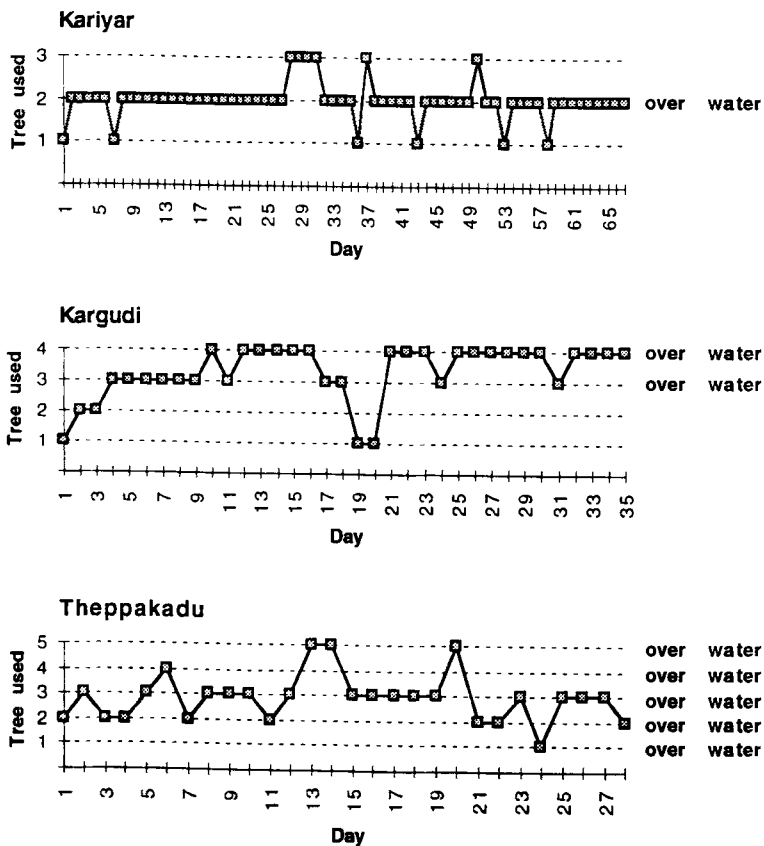 Kariyar
3
2
1
Tree used
over water
1 5 9 13 17 21 25 29 33 37 41 45 49 53 57 61 65
Day
Kargudi
4
3
2
1
Tree used
over water
over water
1 3 5 7 9 11 13 15 17 19 21 23 25 27 29 31 33 35
Day
Theppakadu
5
4
3
2
1
Tree used
over water
over water
over water
over water
over water
1 3 5 7 9 11 13 15 17 19 21 23 25 27
Day